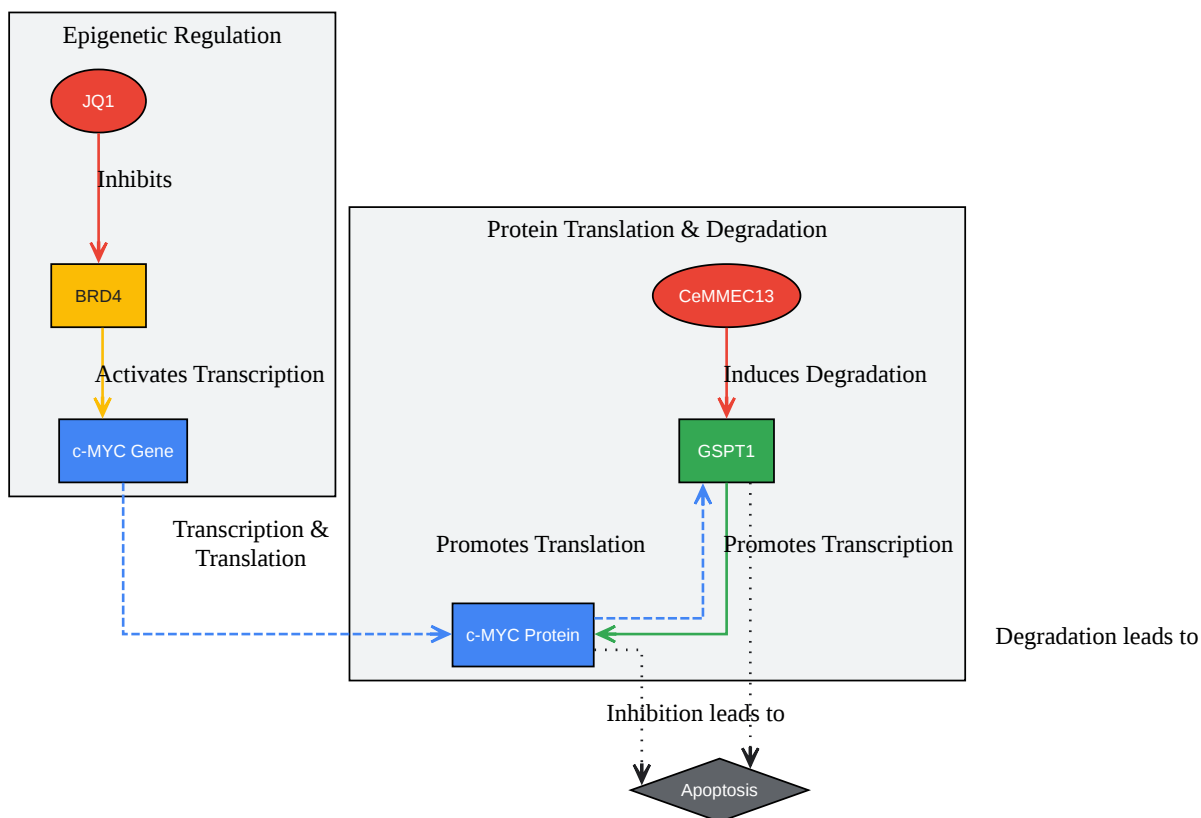 Epigenetic Regulation
JQ1
Inhibits
BRD4
Activates Transcription
c-MYC Gene
Transcription &
Translation
Protein Translation & Degradation
CeMMEC13
Induces Degradation
GSPT1
Promotes Translation
Promotes Transcription
c-MYC Protein
Degradation leads to
Inhibition leads to
Apoptosis